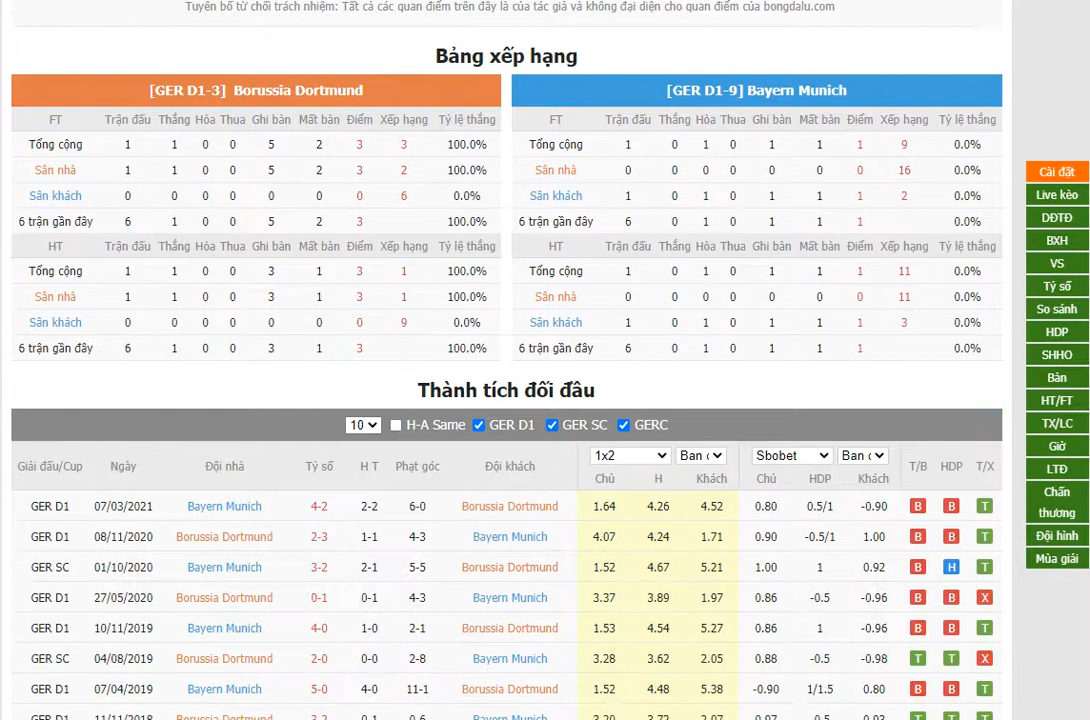 Tuyên bố từ chối trách nhiệm: Tất cả các quan điểm trên đây là của tác giả và không đại diện cho quan điểm của bongdalu.com
Bảng xếp hạng
[GER D1-3] Borussia Dortmund
FT Trận đấu Thắng Hòa Thua Ghi bàn Mất bàn Điểm Xếp hạng Tỷ lệ thắng
Tổng cộng 1 1 0 0 5 2 3 3 100.0%
Sân nhà 1 1 0 0 5 2 3 2 100.0%
Sân khách 0 0 0 0 0 0 0 6 0.0%
6 trận gần đây 6 1 0 0 5 2 3 100.0%
HT Trận đấu Thắng Hòa Thua Ghi bàn Mất bàn Điểm Xếp hạng Tỷ lệ thắng
Tổng cộng 1 1 0 0 3 1 3 1 100.0%
Sân nhà 1 1 0 0 3 1 3 1 100.0%
Sân khách 0 0 0 0 0 0 0 9 0.0%
6 trận gần đây 6 1 0 0 3 1 3 100.0%
[GER D1-9] Bayern Munich
FT Trận đấu Thắng Hòa Thua Ghi bàn Mất bàn Điểm Xếp hạng Tỷ lệ thắng
Tổng cộng 1 0 1 0 1 1 1 9 0.0%
Sân nhà 0 0 0 0 0 0 0 16 0.0%
Sân khách 1 0 1 0 1 1 1 2 0.0%
6 trận gần đây 6 0 1 0 1 1 1 0.0%
HT Trận đấu Thắng Hòa Thua Ghi bàn Mất bàn Điểm Xếp hạng Tỷ lệ thắng
Tổng cộng 1 0 1 0 1 1 1 11 0.0%
Sân nhà 0 0 0 0 0 0 0 11 0.0%
Sân khách 1 0 1 0 1 1 1 3 0.0%
6 trận gần đây 6 0 1 0 1 1 1 0.0%
Thành tích đối đầu
10 H-A Same GER D1 GER SC GERC
Giải đấu/Cup Ngày Đội nhà Tỷ số H T Phạt góc Đội khách 1x2 Ban c Sbobet Ban c T/B HDP T/X
Chủ H Khách Chủ HDP Khách
GER D1 07/03/2021 Bayern Munich 4-2 2-2 6-0 Borussia Dortmund 1.64 4.26 4.52 0.80 0.5/1 -0.90 B B T
GER D1 08/11/2020 Borussia Dortmund 2-3 1-1 4-3 Bayern Munich 4.07 4.24 1.71 0.90 -0.5/1 1.00 B B T
GER SC 01/10/2020 Bayern Munich 3-2 2-1 5-5 Borussia Dortmund 1.52 4.67 5.21 1.00 1 0.92 B H T
GER D1 27/05/2020 Borussia Dortmund 0-1 0-1 4-3 Bayern Munich 3.37 3.89 1.97 0.86 -0.5 -0.96 B B X
GER D1 10/11/2019 Bayern Munich 4-0 1-0 2-1 Borussia Dortmund 1.53 4.54 5.27 0.86 1 -0.96 B B T
GER SC 04/08/2019 Borussia Dortmund 2-0 0-0 2-8 Bayern Munich 3.28 3.62 2.05 0.88 -0.5 -0.98 T T X
GER D1 07/04/2019 Bayern Munich 5-0 4-0 11-1 Borussia Dortmund 1.52 4.48 5.38 -0.90 1/1.5 0.80 B B T
GER D1 11/11/2018 Borussia Dortmund 3-2 0-1 0-6 Bayern Munich
Cài đặt
Live kèo
DĐTĐ
BXH
VS
Tỷ số
So sánh
HDP
SHHO
Bàn
HT/FT
TX/LC
Giờ
LTĐ
Chấn
thương
Đội hình
Mùa giải